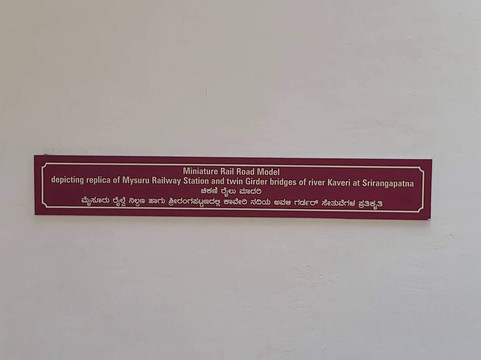 Miniature Rail Road Model
depicting replica of Mysuru Railway Station and twin Girder bridges of river Kaveri at Srirangapatna
ಚಿಕಣಿ ರೈಲು ಮಾದರಿ
ಮೈಸೂರು ರೈಲ್ವೆ ನಿಲ್ದಾಣ ಹಾಗು ಶ್ರೀರಂಗಪಟ್ಟಣದಲ್ಲಿ ಕಾವೇರಿ ನದಿಯ ಅವಳಿ ಗರ್ಡರ್ ಸೇತುವೆಗಳ ಪ್ರತಿಕೃತಿ